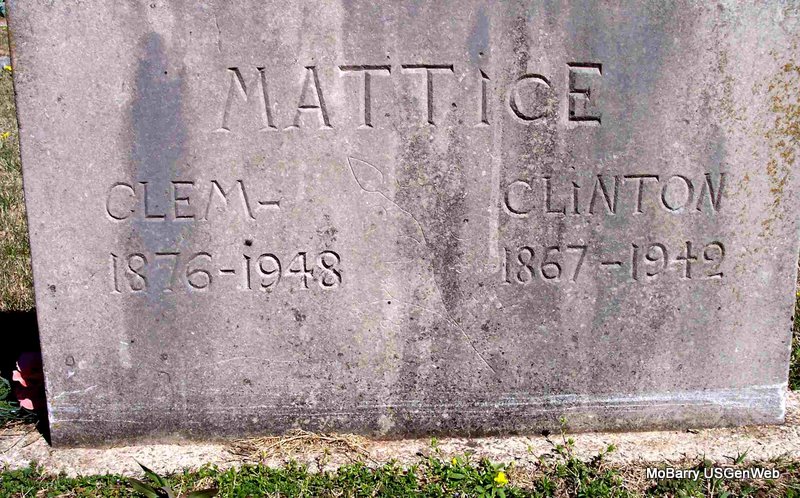 MATTICE
CLEM- CLINTON
1876-1948 1867-1942
MoBarry USGenWeb